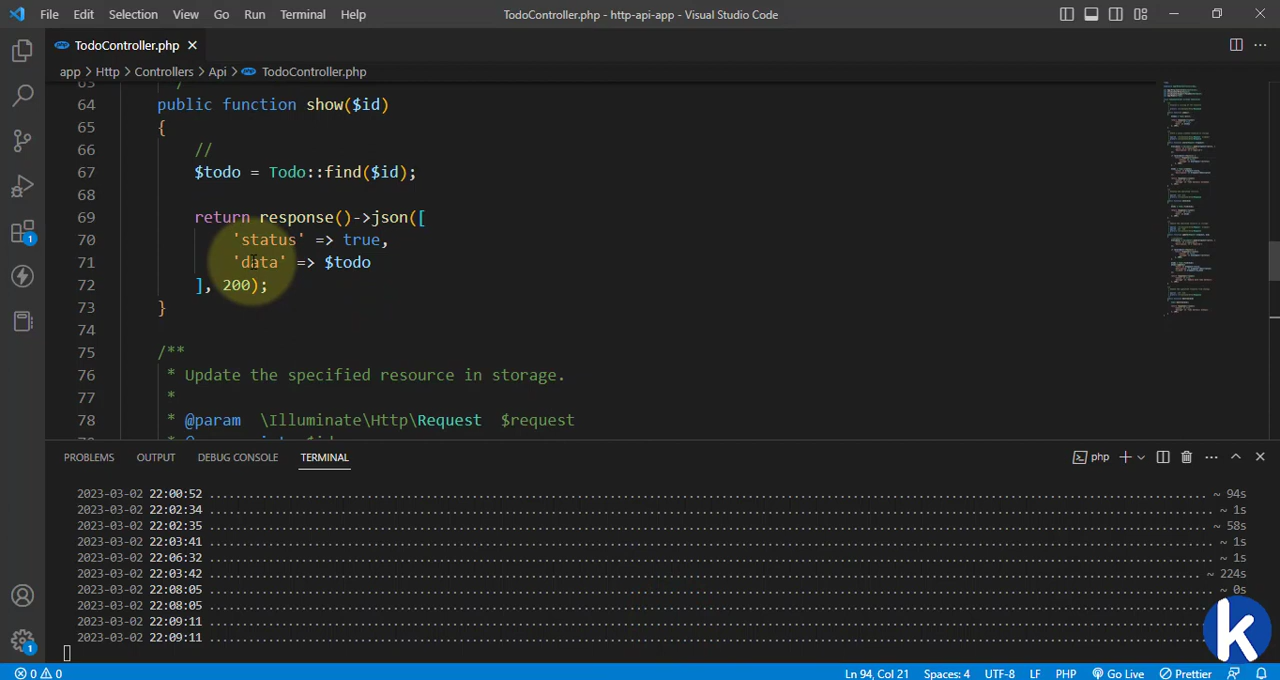 File Edit Selection View Go Run Terminal Help TodoController.php - http-api-app - Visual Studio Code
TodoController.php
app > Http > Controllers > Api > TodoController.php
64 public function show($id)
65 {
66 //
67 $todo = Todo::find($id);
68
69 return response()->json([
70 'status' => true,
71 'data' => $todo
72 ], 200);
73 }
74
75 /**
76 * Update the specified resource in storage.
77 *
78 * @param \Illuminate\Http\Request $request
PROBLEMS OUTPUT DEBUG CONSOLE TERMINAL php
2023-03-02 22:00:52 ........ ~ 94s
2023-03-02 22:02:34 ........ ~ 1s
2023-03-02 22:02:35 ........ ~ 58s
2023-03-02 22:03:41 ........ ~ 1s
2023-03-02 22:06:32 ........ ~ 1s
2023-03-02 22:03:42 ........ ~ 224s
2023-03-02 22:08:05 ........ ~ 0s
2023-03-02 22:08:05 ........
2023-03-02 22:09:11 ........
2023-03-02 22:09:11 ........
k
0 0 Ln 94, Col 21 Spaces: 4 UTF-8 LF PHP Go Live Prettier